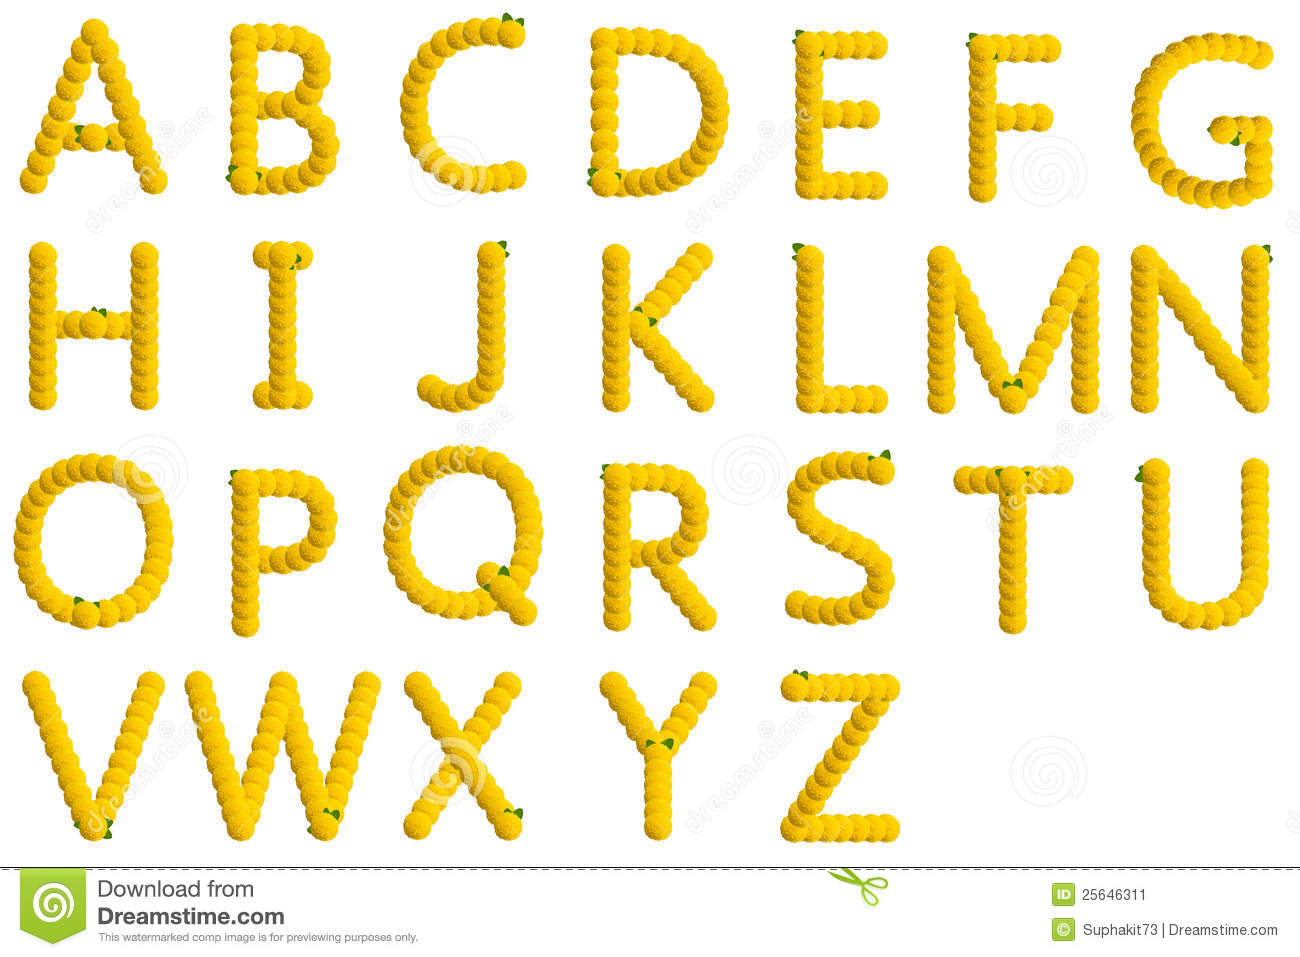 A B C D E F G
H I J K L M N
O P Q R S T U
V W X Y Z
Download from
Dreamstime.com
This watermarked comp image is for previewing purposes only.
ID 25646311
© Suphakit73 | Dreamstime.com